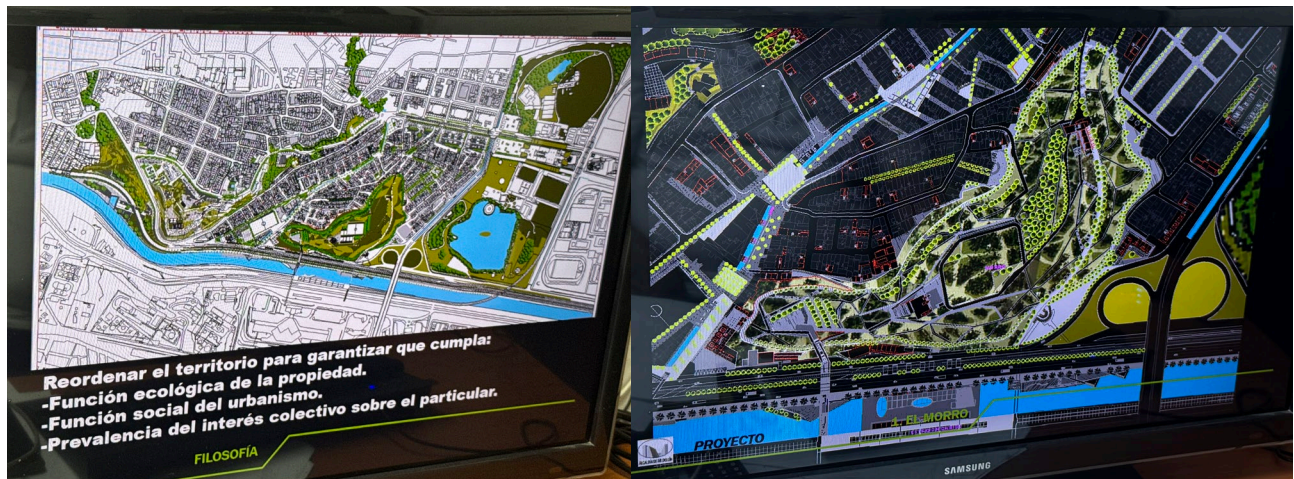 Reordenar el territorio para garantizar que cumpla:
-Función ecológica de la propiedad.
-Función social del urbanismo.
-Prevalencia del interés colectivo sobre el particular.
FILOSOFÍA
PROYECTO
1. EL MORRO
SAMSUNG